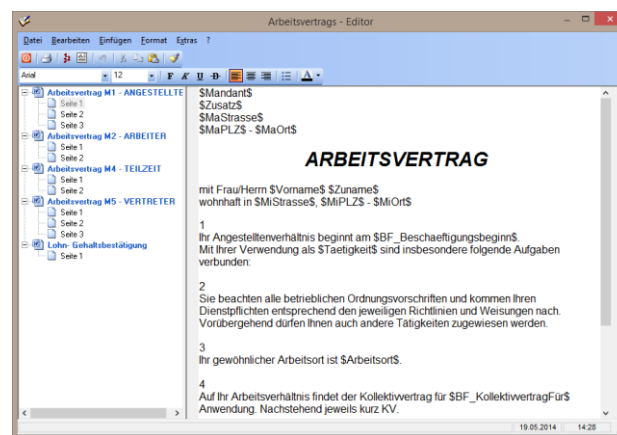 Arbeitsvertrags - Editor
Datei Bearbeiten Einfügen Format Extras ?
Arial 12 F K U D A
Arbeitsvertrag M1 - ANGESTELLTE
Seite 1
Seite 2
Seite 3
Arbeitsvertrag M2 - ARBEITER
Seite 1
Seite 2
Arbeitsvertrag M4 - TEILZEIT
Seite 1
Seite 2
Arbeitsvertrag M5 - VERTRETER
Seite 1
Seite 2
Seite 3
Lohn- Gehaltsbestätigung
Seite 1
$Mandant$
$Zusatz$
$MaStrasse$
$MaPLZ$ - $MaOrt$
ARBEITSVERTRAG
mit Frau/Herrn $Vorname$ $Zuname$
wohnhaft in $MiStrasse$, $MiPLZ$ - $MiOrt$
1
Ihr Angestelltenverhältnis beginnt am $BF_Beschaeftigungsbeginn$.
Mit Ihrer Verwendung als $Taetigkeit$ sind insbesondere folgende Aufgaben
verbunden:
2
Sie beachten alle betrieblichen Ordnungsvorschriften und kommen Ihren
Dienstpflichten entsprechend den jeweiligen Richtlinien und Weisungen nach.
Vorübergehend dürfen Ihnen auch andere Tätigkeiten zugewiesen werden.
3
Ihr gewöhnlicher Arbeitsort ist $Arbeitsort$.
4
Auf Ihr Arbeitsverhältnis findet der Kollektivvertrag für $BF_KollektivvertragFür$
Anwendung. Nachstehend jeweils kurz KV.
19.05.2014 14:28